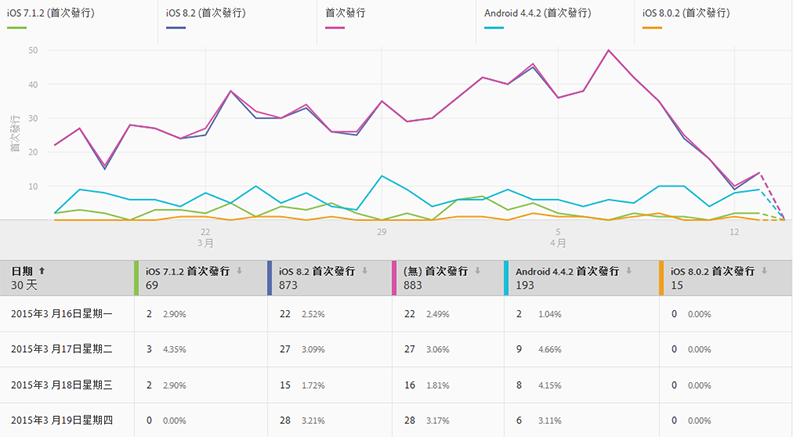 iOS 7.1.2 (首次發行) iOS 8.2 (首次發行) 首次發行 Android 4.4.2 (首次發行) iOS 8.0.2 (首次發行)
50
40
30
20
10
首次發行
22 29 5 12
3 月 4 月
日期 ⬆ iOS 7.1.2 首次發行 ⬇ iOS 8.2 首次發行 ⬇ (無) 首次發行 ⬇ Android 4.4.2 首次發行 ⬇ iOS 8.0.2 首次發行 ⬇
30 天 69 873 883 193 15
2015年3 月16日星期一 2 2.90% 22 2.52% 22 2.49% 2 1.04% 0 0.00%
2015年3 月17日星期二 3 4.35% 27 3.09% 27 3.06% 9 4.66% 0 0.00%
2015年3 月18日星期三 2 2.90% 15 1.72% 16 1.81% 8 4.15% 0 0.00%
2015年3 月19日星期四 0 0.00% 28 3.21% 28 3.17% 6 3.11% 0 0.00%